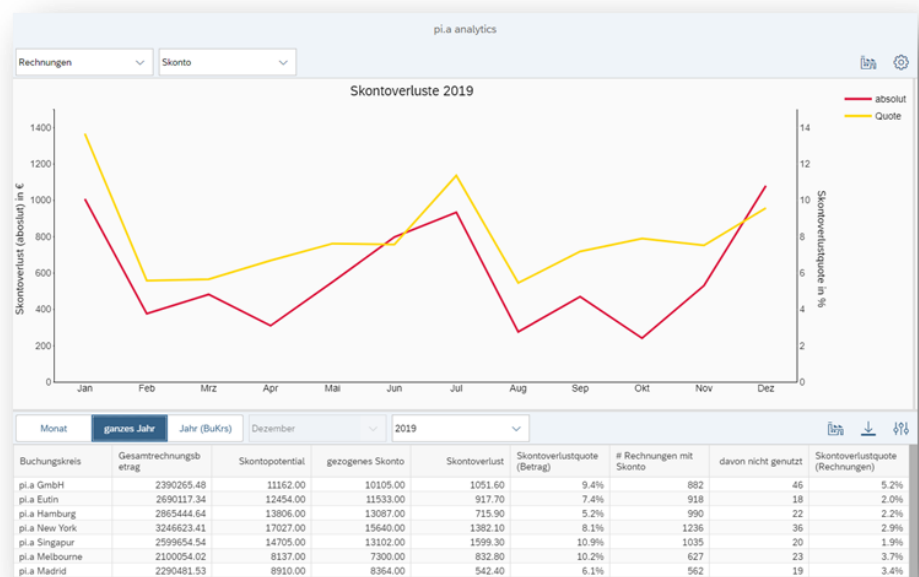 pi.a analytics
Rechnungen Skonto
Skontoverluste 2019
absolut
Quote
Skontoverlust (aboslut) in €
1400
1200
1000
800
600
400
200
0
14
12
10
8
6
4
2
0
Skontoverlustquote in %
Jan Feb Mrz Apr Mai Jun Jul Aug Sep Okt Nov Dez
Monat ganzes Jahr Jahr (BuKrs) Dezember 2019
Buchungskreis Gesamtrechnungsb Skontopotential gezogenes Skonto Skontoverlust Skontoverlustquote # Rechnungen mit davon nicht genutzt Skontoverlustquote
etrag (Betrag) Skonto (Rechnungen)
pi.a GmbH 2390265.48 11162.00 10105.00 1051.60 9.4% 882 46 5.2%
pi.a Eutin 2690117.34 12454.00 11533.00 917.70 7.4% 918 18 2.0%
pi.a Hamburg 2865444.64 13806.00 13087.00 715.90 5.2% 990 22 2.2%
pi.a New York 3246623.41 17027.00 15640.00 1382.10 8.1% 1236 36 2.9%
pi.a Singapur 2599654.54 14705.00 13102.00 1599.30 10.9% 1035 20 1.9%
pi.a Melbourne 2100054.02 8137.00 7300.00 832.80 10.2% 627 23 3.7%
pi.a Madrid 2290481.53 8910.00 8364.00 542.40 6.1% 562 19 3.4%